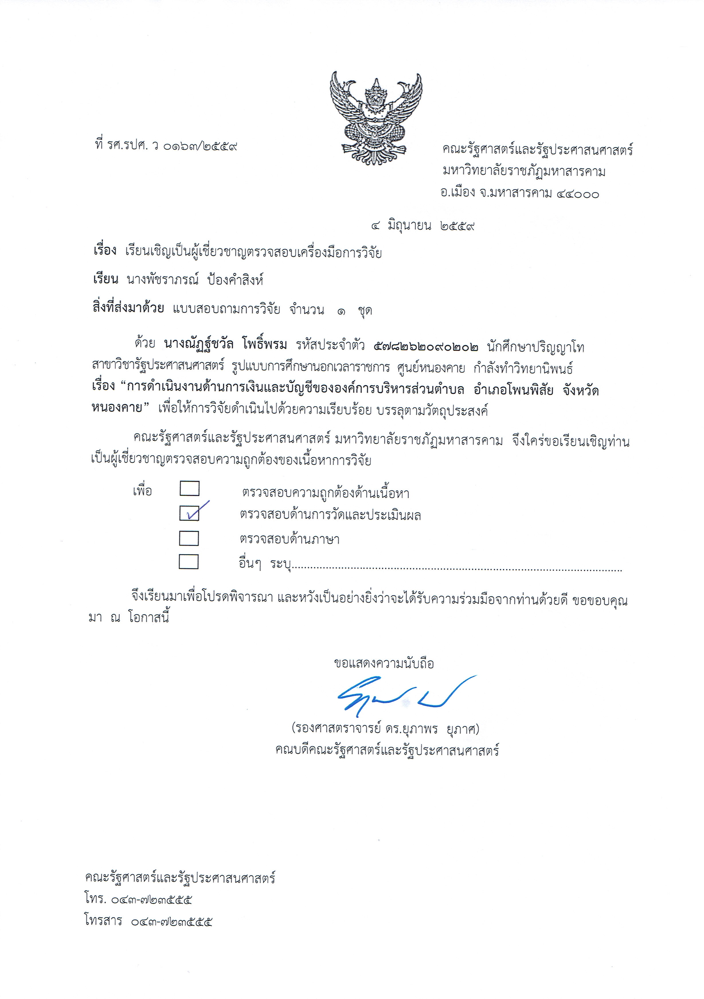 ที่ รศ.รปศ. ว ๐๑๖๓/๒๕๕๙
คณะรัฐศาสตร์และรัฐประศาสนศาสตร์
มหาวิทยาลัยราชภัฏมหาสารคาม
อ.เมือง จ.มหาสารคาม ๔๔๐๐๐
๔ มิถุนายน ๒๕๕๙
เรื่อง เรียนเชิญเป็นผู้เชี่ยวชาญตรวจสอบเครื่องมือการวิจัย
เรียน นางพัชราภรณ์ ป้องคำสิงห์
สิ่งที่ส่งมาด้วย แบบสอบถามการวิจัย จำนวน ๑ ชุด
ด้วย นางณัฏฐ์ชวัล โพธิ์พรม รหัสประจำตัว ๕๗๘๒๖๒๐๙๐๒๐๒ นักศึกษาปริญญาโท
สาขาวิชารัฐประศาสนศาสตร์ รูปแบบการศึกษานอกเวลาราชการ ศูนย์หนองคาย กำลังทำวิทยานิพนธ์
เรื่อง “การดำเนินงานด้านการเงินและบัญชีขององค์การบริหารส่วนตำบล อำเภอโพนพิสัย จังหวัด
หนองคาย” เพื่อให้การวิจัยดำเนินไปด้วยความเรียบร้อย บรรลุตามวัตถุประสงค์
คณะรัฐศาสตร์และรัฐประศาสนศาสตร์ มหาวิทยาลัยราชภัฏมหาสารคาม จึงใคร่ขอเรียนเชิญท่าน
เป็นผู้เชี่ยวชาญตรวจสอบความถูกต้องของเนื้อหาการวิจัย
เพื่อ ตรวจสอบความถูกต้องด้านเนื้อหา
ตรวจสอบด้านการวัดและประเมินผล
ตรวจสอบด้านภาษา
อื่นๆ ระบุ................................................................................................
จึงเรียนมาเพื่อโปรดพิจารณา และหวังเป็นอย่างยิ่งว่าจะได้รับความร่วมมือจากท่านด้วยดี ขอขอบคุณ
มา ณ โอกาสนี้
ขอแสดงความนับถือ
(รองศาสตราจารย์ ดร.ยุภาพร ยุภาศ)
คณบดีคณะรัฐศาสตร์และรัฐประศาสนศาสตร์
คณะรัฐศาสตร์และรัฐประศาสนศาสตร์
โทร. ๐๔๓-๗๒๓๕๕๕
โทรสาร ๐๔๓-๗๒๓๕๕๕